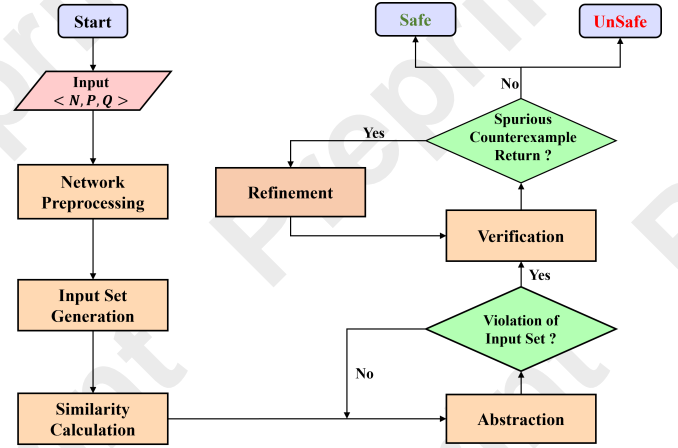 Start
Input
< N, P, Q >
Network
Preprocessing
Input Set
Generation
Similarity
Calculation
No
Abstraction
Violation of
Input Set ?
Yes
Verification
Refinement
Yes
Spurious
Counterexample
Return ?
No
Safe
UnSafe
Preprint